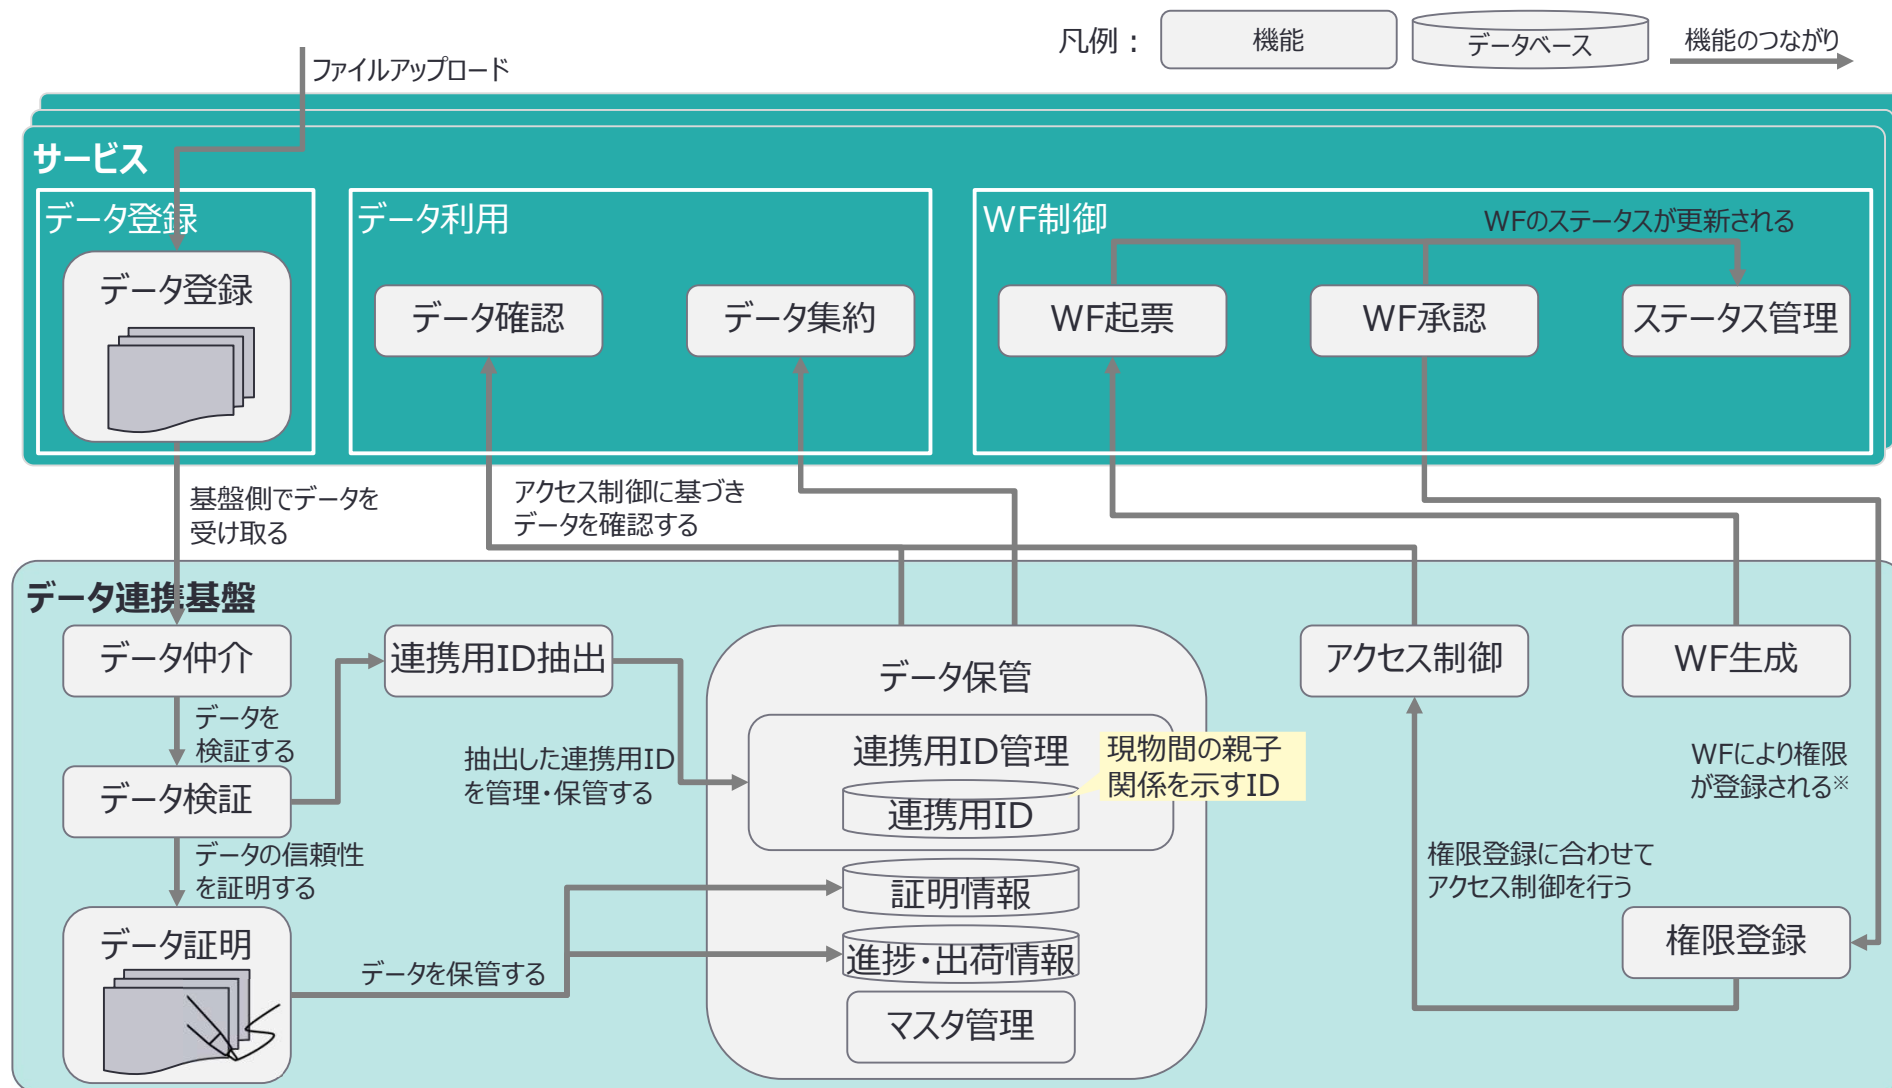 凡例：
機能
データベース
機能のつながり
ファイルアップロード
サービス
データ登録
データ登録
データ利用
データ確認
データ集約
WF制御
WFのステータスが更新される
WF起票
WF承認
ステータス管理
基盤側でデータを
受け取る
アクセス制御に基づき
データを確認する
データ連携基盤
データ仲介
連携用ID抽出
データを
検証する
データ検証
抽出した連携用ID
を管理・保管する
データの信頼性
を証明する
データ証明
データを保管する
データ保管
連携用ID管理
現物間の親子
関係を示すID
連携用ID
証明情報
進捗・出荷情報
マスタ管理
アクセス制御
WF生成
WFにより権限
が登録される※
権限登録に合わせて
アクセス制御を行う
権限登録